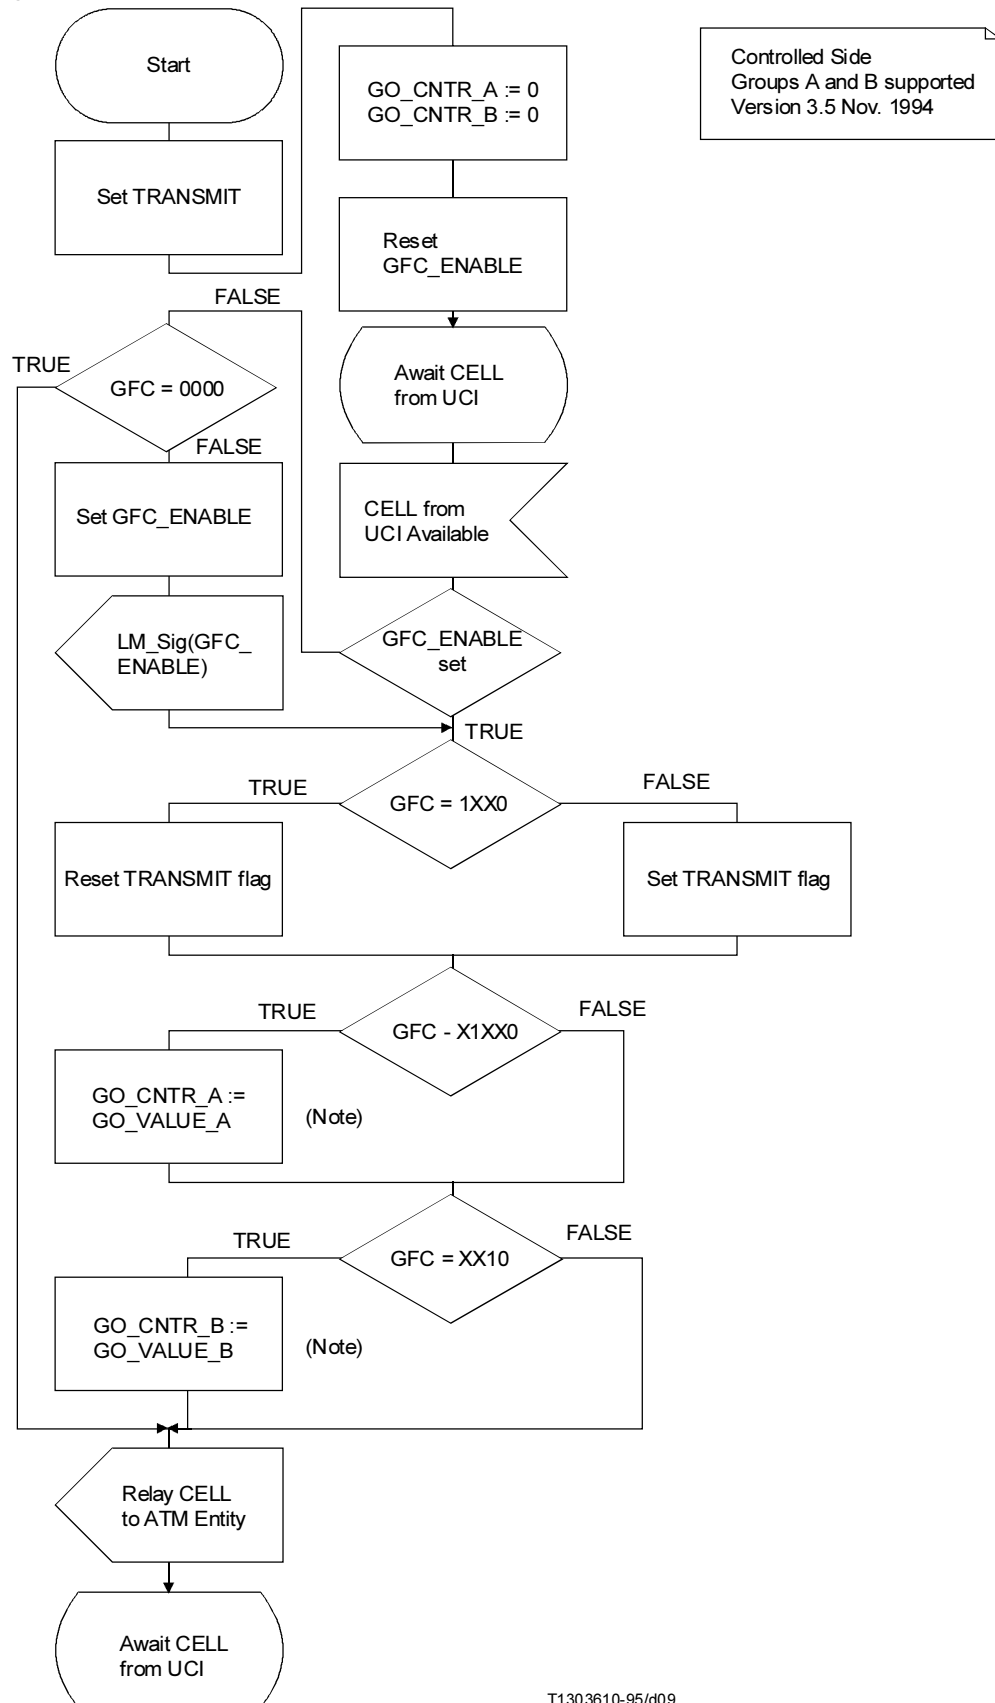 Start
Set TRANSMIT
GO_CNTR_A := 0
GO_CNTR_B := 0
Reset
GFC_ENABLE
Controlled Side
Groups A and B supported
Version 3.5 Nov. 1994
Await CELL
from UCI
CELL from
UCI Available
GFC_ENABLE
set
FALSE
TRUE
GFC = 0000
TRUE
FALSE
Set GFC_ENABLE
LM_Sig(GFC_
ENABLE)
GFC = 1XX0
TRUE
FALSE
Reset TRANSMIT flag
Set TRANSMIT flag
GFC - X1XX0
TRUE
FALSE
GO_CNTR_A :=
GO_VALUE_A
(Note)
GFC = XX10
TRUE
FALSE
GO_CNTR_B :=
GO_VALUE_B
(Note)
Relay CELL
to ATM Entity
Await CELL
from UCI
T1303610-95/d09